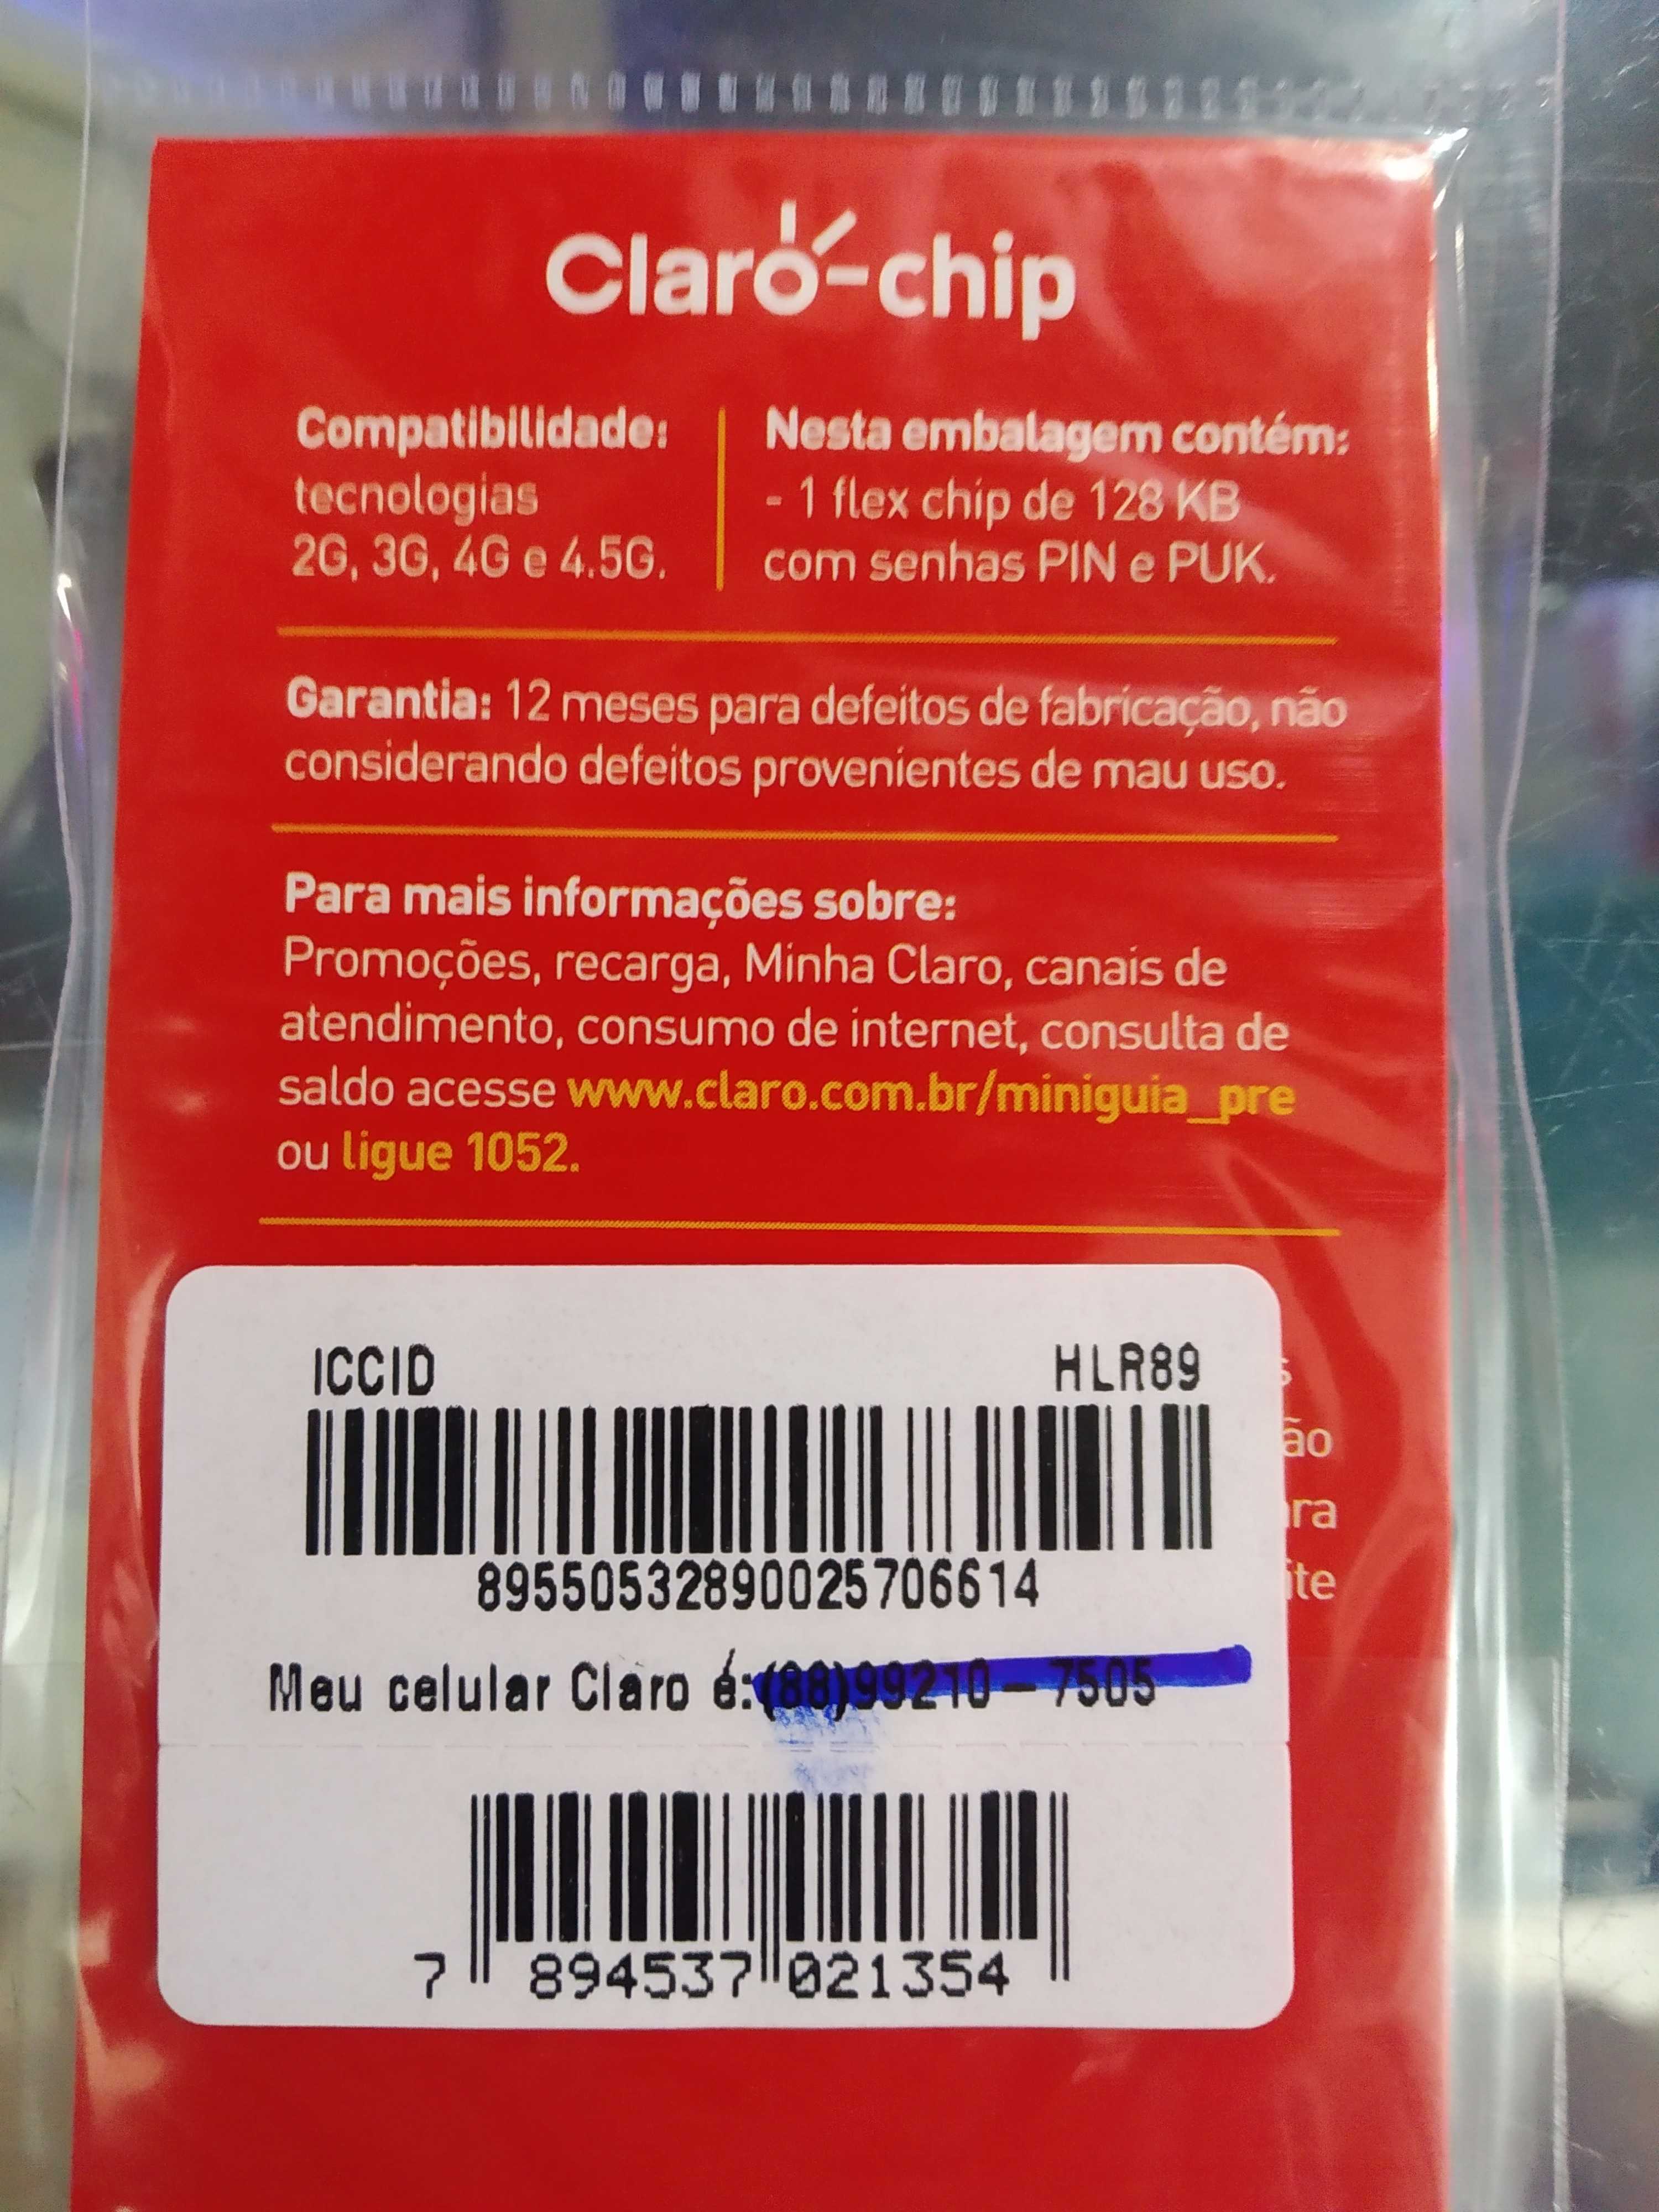 Claro-chip
Compatibilidade:
tecnologias
2G, 3G, 4G e 4.5G.
Nesta embalagem contém:
- 1 flex chip de 128 KB
com senhas PIN e PUK.
Garantia: 12 meses para defeitos de fabricação, não
considerando defeitos provenientes de mau uso.
Para mais informações sobre:
Promoções, recarga, Minha Claro, canais de
atendimento, consumo de internet, consulta de
saldo acesse www.claro.com.br/miniguia_pre
ou ligue 1052.
ICCID HLR89
89550532890025706614
Meu celular Claro é:(88)99210-7505
7 894537 021354